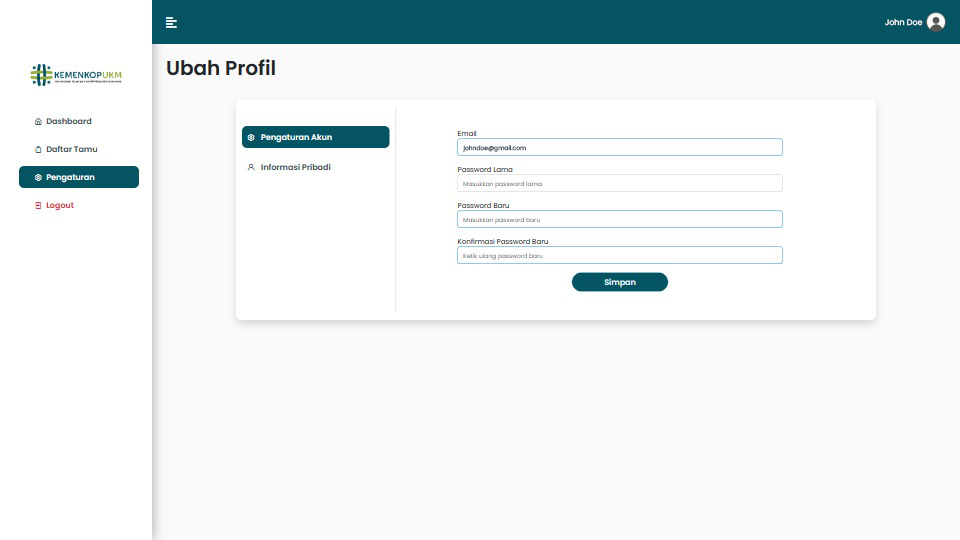 John Doe
KEMENKOPUKM
Dashboard
Daftar Tamu
Pengaturan
Logout
Ubah Profil
Pengaturan Akun
Informasi Pribadi
Email
johndoe@gmail.com
Password Lama
Masukkan password lama
Password Baru
Masukkan password baru
Konfirmasi Password Baru
Ketik ulang password baru
Simpan